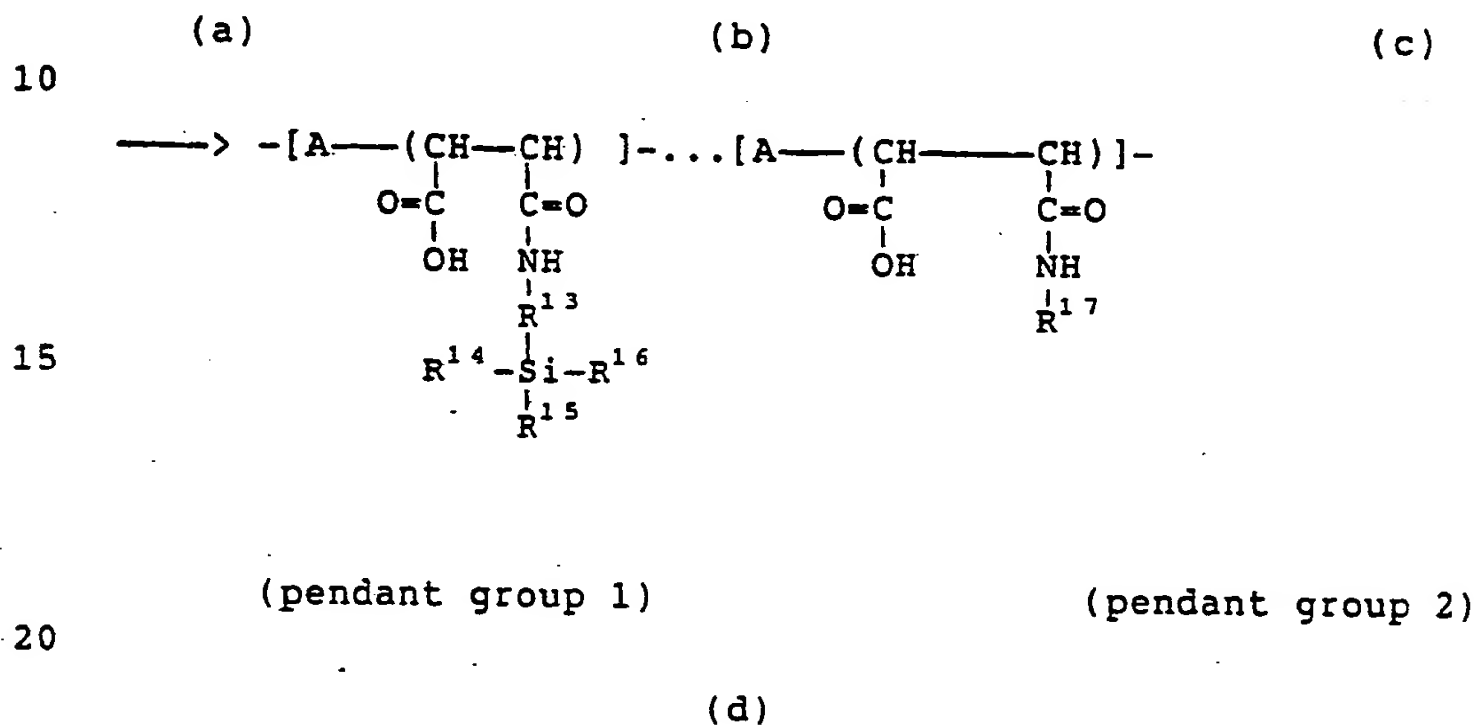 (a) (b) (c)
10
——> -[A——(CH——CH) ]-...[A——(CH———CH)]-
O=C C=O O=C C=O
OH NH OH NH
R¹³ R¹⁷
15
R¹⁴-Si-R¹⁶
R¹⁵
(pendant group 1) (pendant group 2)
20
(d)